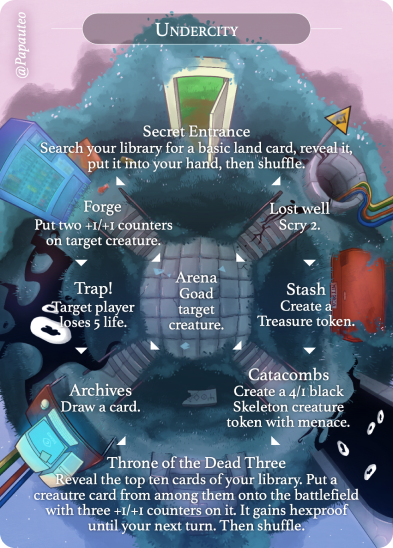 @Papauteo
Undercity
Secret Entrance
Search your library for a basic land card, reveal it,
put it into your hand, then shuffle.
Forge
Put two +1/+1 counters
on target creature.
Lost well
Scry 2.
Trap!
Target player
loses 5 life.
Arena
Goad
target
creature.
Stash
Create a
Treasure token.
Archives
Draw a card.
Catacombs
Create a 4/1 black
Skeleton creature
token with menace.
Throne of the Dead Three
Reveal the top ten cards of your library. Put a
creautre card from among them onto the battlefield
with three +1/+1 counters on it. It gains hexproof
until your next turn. Then shuffle.